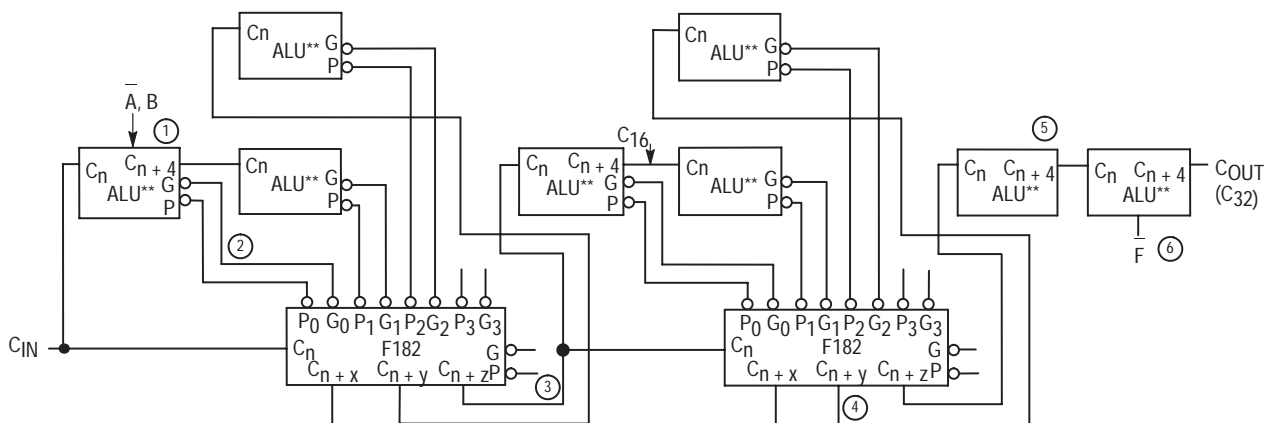 Cn G
ALU** P
Cn G
ALU** P
A, B
1
Cn Cn + 4
ALU** G
P
Cn G
ALU** P
C16
Cn Cn + 4
ALU** G
P
Cn G
ALU** P
5
Cn Cn + 4
ALU**
Cn Cn + 4
ALU**
COUT
(C32)
2
F
6
P0 G0 P1 G1 P2 G2 P3 G3
Cn F182 G
Cn + x Cn + y Cn + z P
CIN
3
P0 G0 P1 G1 P2 G2 P3 G3
Cn F182 G
Cn + x Cn + y Cn + z P
4